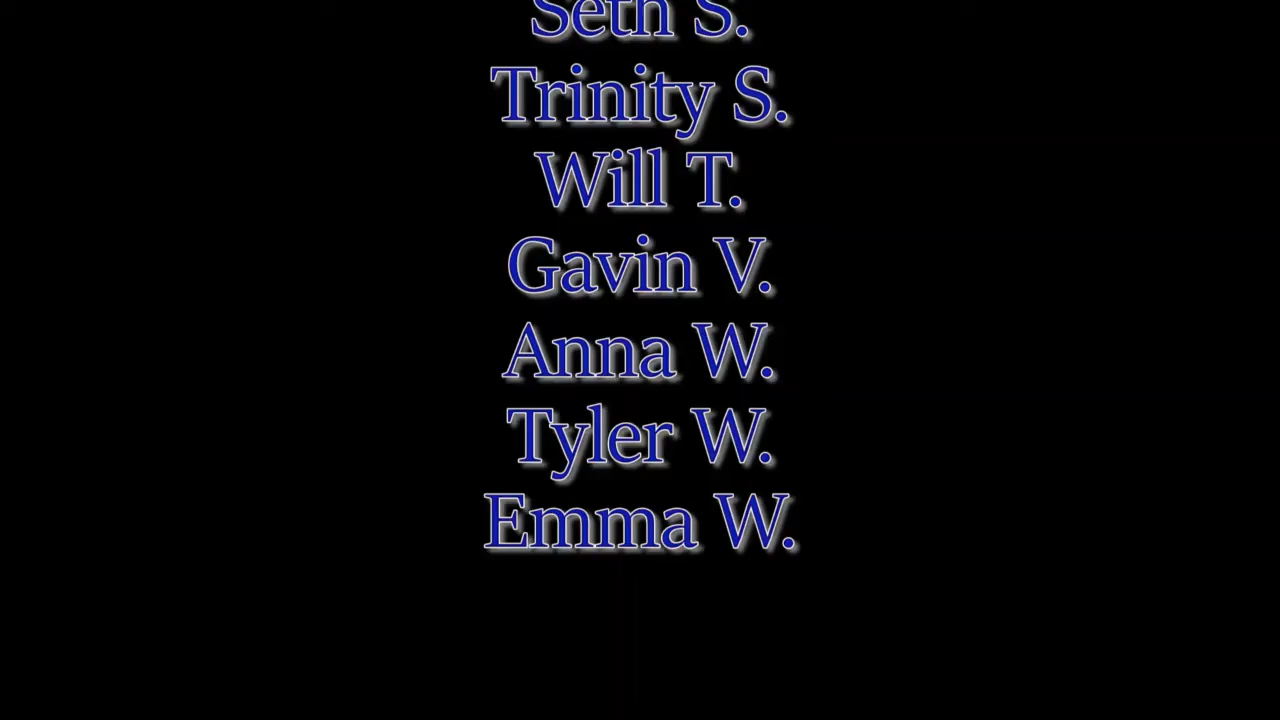 Seth S.
Trinity S.
Will T.
Gavin V.
Anna W.
Tyler W.
Emma W.